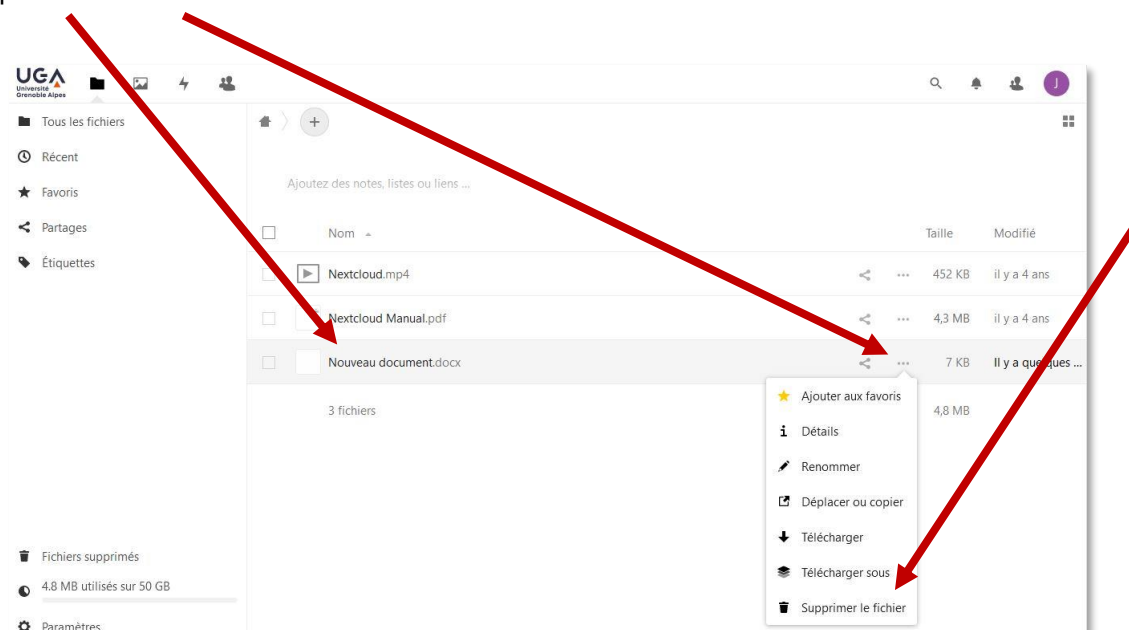 UGA
Université
Grenoble Alpes
J
Tous les fichiers
Récent
Favoris
Partages
Étiquettes
Ajoutez des notes, listes ou liens ...
Nom Taille Modifié
Nextcloud.mp4 452 KB il y a 4 ans
Nextcloud Manual.pdf 4,3 MB il y a 4 ans
Nouveau document.docx 7 KB Il y a quelques ...
3 fichiers 4,8 MB
Ajouter aux favoris
Détails
Renommer
Déplacer ou copier
Télécharger
Télécharger sous
Supprimer le fichier
Fichiers supprimés
4.8 MB utilisés sur 50 GB
Paramètres